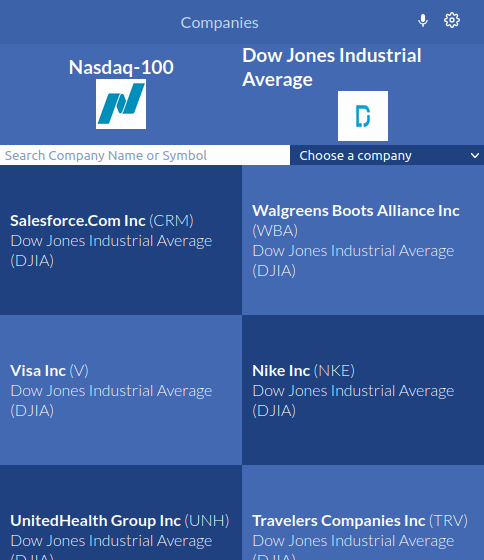 Companies
Nasdaq-100
Dow Jones Industrial
Average
Search Company Name or Symbol
Choose a company
Salesforce.Com Inc (CRM)
Dow Jones Industrial Average
(DJIA)
Walgreens Boots Alliance Inc
(WBA)
Dow Jones Industrial Average
(DJIA)
Visa Inc (V)
Dow Jones Industrial Average
(DJIA)
Nike Inc (NKE)
Dow Jones Industrial Average
(DJIA)
UnitedHealth Group Inc (UNH)
Dow Jones Industrial Average
(DJIA)
Travelers Companies Inc (TRV)
Dow Jones Industrial Average
(DJIA)